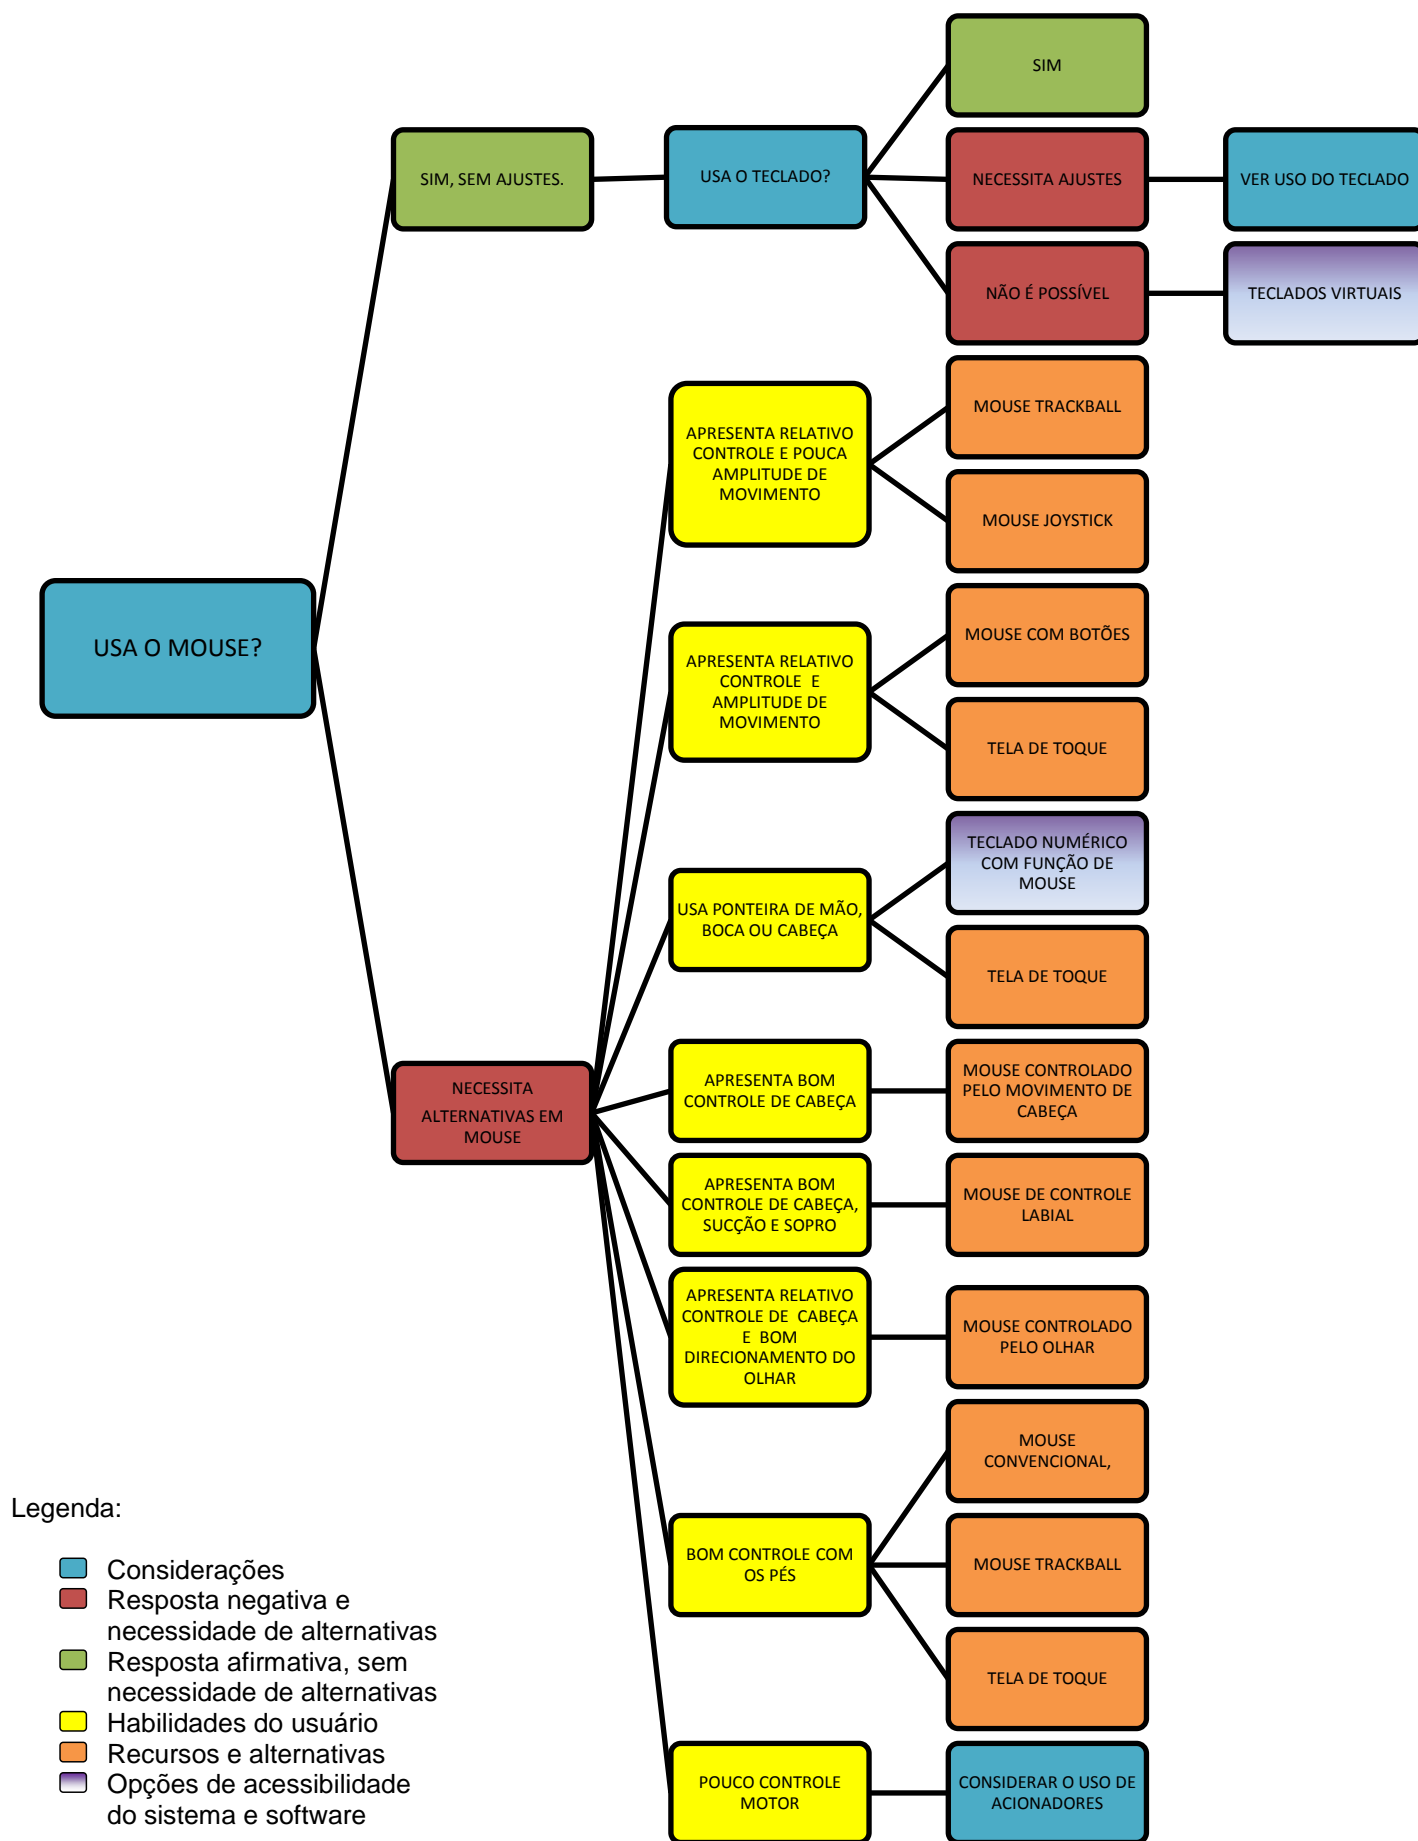 SIM
SIM, SEM AJUSTES.
USA O TECLADO?
NECESSITA AJUSTES
VER USO DO TECLADO
NÃO É POSSÍVEL
TECLADOS VIRTUAIS
APRESENTA RELATIVO
CONTROLE E POUCA
AMPLITUDE DE
MOVIMENTO
MOUSE TRACKBALL
MOUSE JOYSTICK
USA O MOUSE?
APRESENTA RELATIVO
CONTROLE E
AMPLITUDE DE
MOVIMENTO
MOUSE COM BOTÕES
TELA DE TOQUE
USA PONTEIRA DE MÃO,
BOCA OU CABEÇA
TECLADO NUMÉRICO
COM FUNÇÃO DE
MOUSE
TELA DE TOQUE
NECESSITA
ALTERNATIVAS EM
MOUSE
APRESENTA BOM
CONTROLE DE CABEÇA
MOUSE CONTROLADO
PELO MOVIMENTO DE
CABEÇA
APRESENTA BOM
CONTROLE DE CABEÇA,
SUCÇÃO E SOPRO
MOUSE DE CONTROLE
LABIAL
APRESENTA RELATIVO
CONTROLE DE CABEÇA
E BOM
DIRECIONAMENTO DO
OLHAR
MOUSE CONTROLADO
PELO OLHAR
BOM CONTROLE COM
OS PÉS
MOUSE
CONVENCIONAL,
MOUSE TRACKBALL
TELA DE TOQUE
POUCO CONTROLE
MOTOR
CONSIDERAR O USO DE
ACIONADORES
Legenda:
Considerações
Resposta negativa e
necessidade de alternativas
Resposta afirmativa, sem
necessidade de alternativas
Habilidades do usuário
Recursos e alternativas
Opções de acessibilidade
do sistema e software